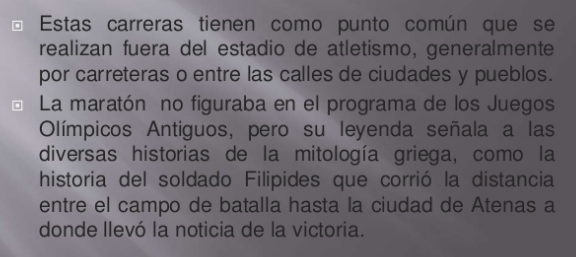 Estas carreras tienen como punto común que se
realizan fuera del estadio de atletismo, generalmente
por carreteras o entre las calles de ciudades y pueblos.
La maratón no figuraba en el programa de los Juegos
Olímpicos Antiguos, pero su leyenda señala a las
diversas historias de la mitología griega, como la
historia del soldado Filipides que corrió la distancia
entre el campo de batalla hasta la ciudad de Atenas a
donde llevó la noticia de la victoria.